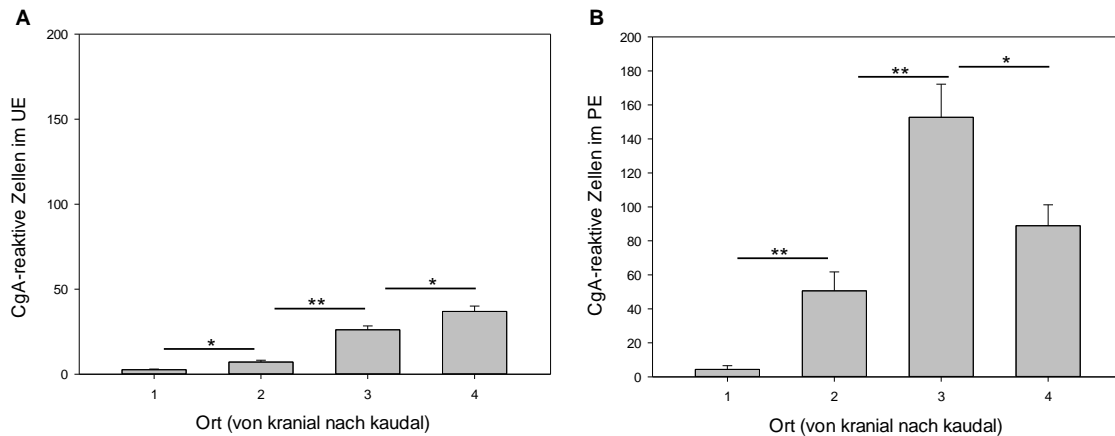 A
CgA-reaktive Zellen im UE
200
150
100
50
0
*
**
*
1 2 3 4
Ort (von kranial nach kaudal)
B
CgA-reaktive Zellen im PE
200
180
160
140
120
100
80
60
40
20
0
**
**
*
1 2 3 4
Ort (von kranial nach kaudal)